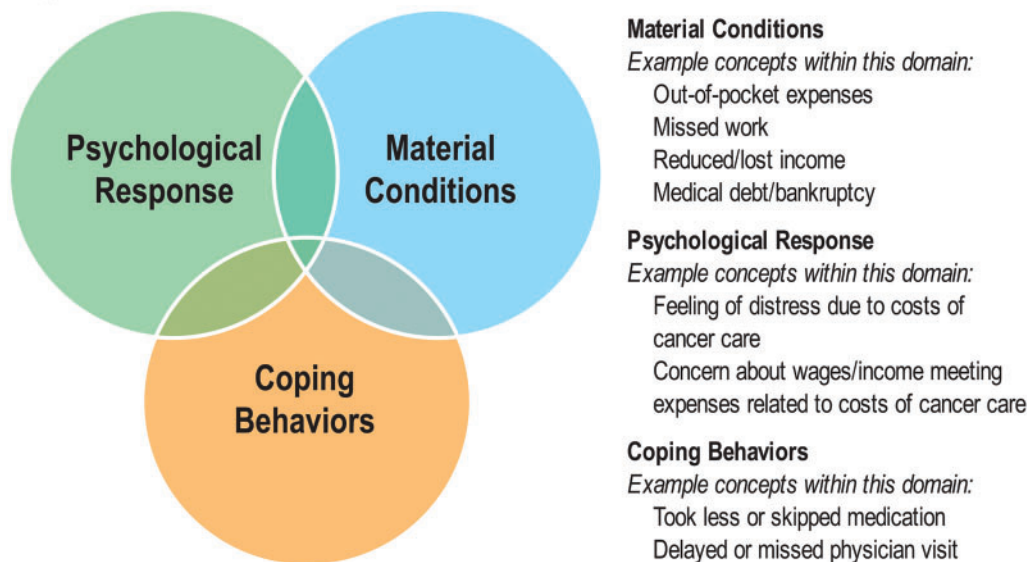 Psychological
Response
Material
Conditions
Coping
Behaviors
Material Conditions
Example concepts within this domain:
Out-of-pocket expenses
Missed work
Reduced/lost income
Medical debt/bankruptcy
Psychological Response
Example concepts within this domain:
Feeling of distress due to costs of
cancer care
Concern about wages/income meeting
expenses related to costs of cancer care
Coping Behaviors
Example concepts within this domain:
Took less or skipped medication
Delayed or missed physician visit